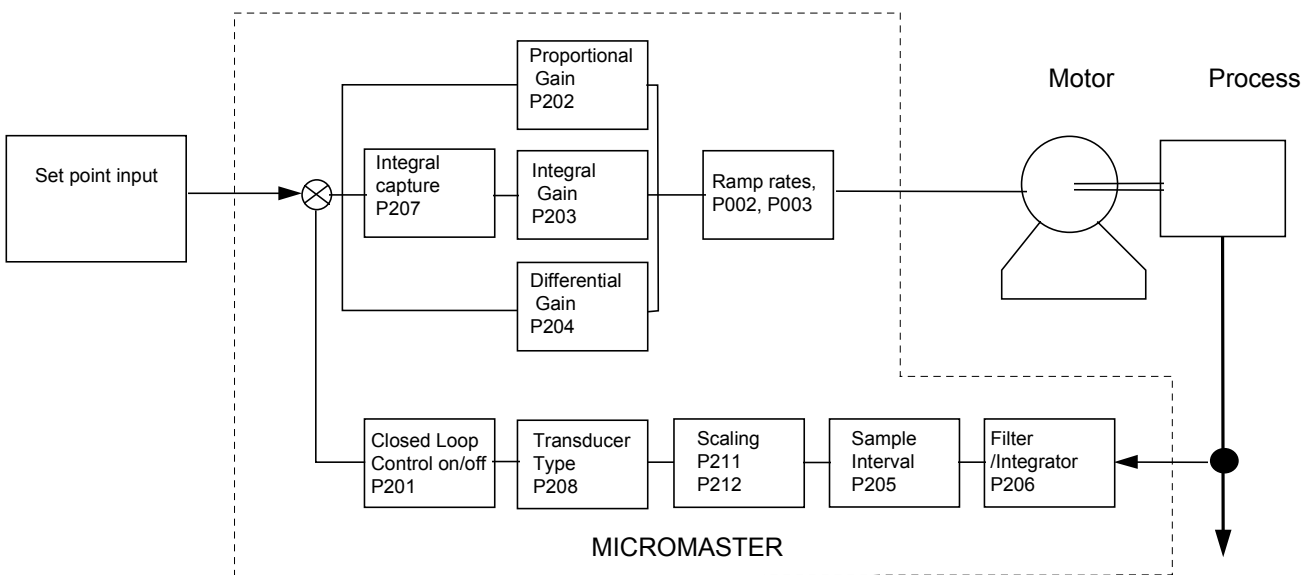 Proportional
Gain
P202
Motor
Process
Set point input
Integral
capture
P207
Integral
Gain
P203
Ramp rates,
P002, P003
Differential
Gain
P204
Closed Loop
Control on/off
P201
Transducer
Type
P208
Scaling
P211
P212
Sample
Interval
P205
Filter
/Integrator
P206
MICROMASTER